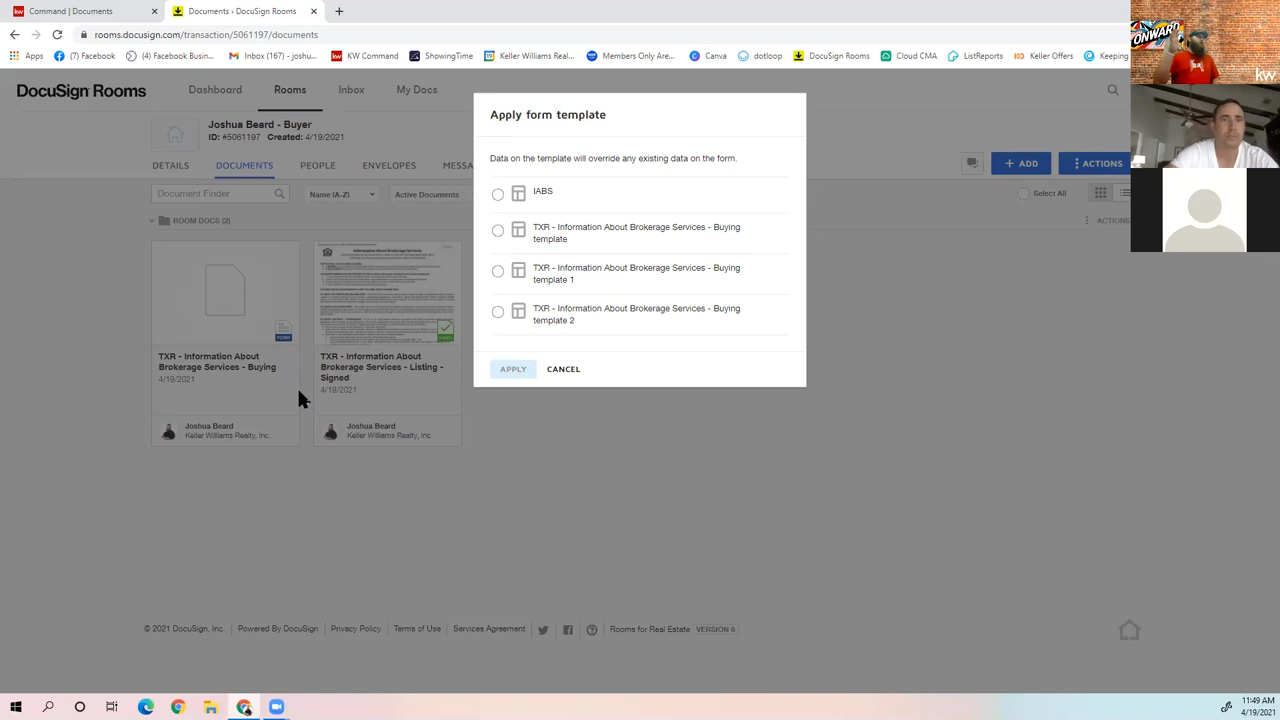 Command | Documents
Documents › DocuSign Rooms
rooms.docusign.com/transaction/5061197/documents
Apps
(7) Facebook
(4) Facebook Busin...
Inbox (167) - joshu...
KW Command
ShowingTime
Keller Williams Real...
Members Only Are...
Canva
dotloop
DocuSign Rooms
Cloud CMA
ListReports
Keller Offers
Keeping
ONWARD
kw
DocuSign Rooms
Dashboard
Rooms
Inbox
My Docs
Joshua Beard - Buyer
ID: #5061197 Created: 4/19/2021
DETAILS
DOCUMENTS
PEOPLE
ENVELOPES
MESSA
+ ADD
ACTIONS
Document Finder
Name (A-Z)
Active Documents
Select All
ROOM DOCS (2)
ACTIONS
Apply form template
Data on the template will override any existing data on the form.
IABS
TXR - Information About Brokerage Services - Buying
template
TXR - Information About Brokerage Services - Buying
template 1
TXR - Information About Brokerage Services - Buying
template 2
APPLY
CANCEL
FORM
TXR - Information About
Brokerage Services - Buying
4/19/2021
Joshua Beard
Keller Williams Realty, Inc.
TXR - Information About
Brokerage Services - Listing -
Signed
4/19/2021
Joshua Beard
Keller Williams Realty, Inc
© 2021 DocuSign, Inc.
Powered By DocuSign
Privacy Policy
Terms of Use
Services Agreement
Rooms for Real Estate
VERSION 6
11:49 AM
4/19/2021